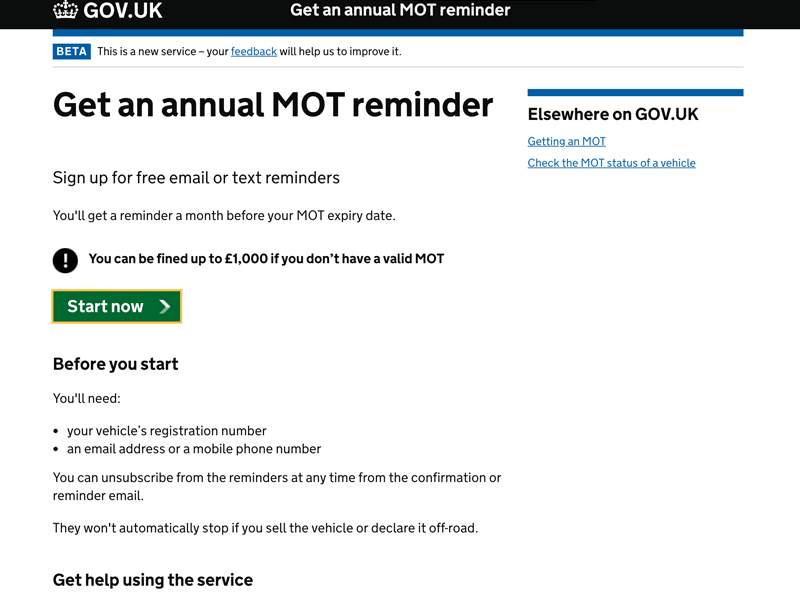 GOV.UK
Get an annual MOT reminder
BETA This is a new service – your feedback will help us to improve it.
Get an annual MOT reminder
Sign up for free email or text reminders
You'll get a reminder a month before your MOT expiry date.
! You can be fined up to £1,000 if you don’t have a valid MOT
Start now
Before you start
You'll need:
• your vehicle’s registration number
• an email address or a mobile phone number
You can unsubscribe from the reminders at any time from the confirmation or
reminder email.
They won't automatically stop if you sell the vehicle or declare it off-road.
Get help using the service
Elsewhere on GOV.UK
Getting an MOT
Check the MOT status of a vehicle